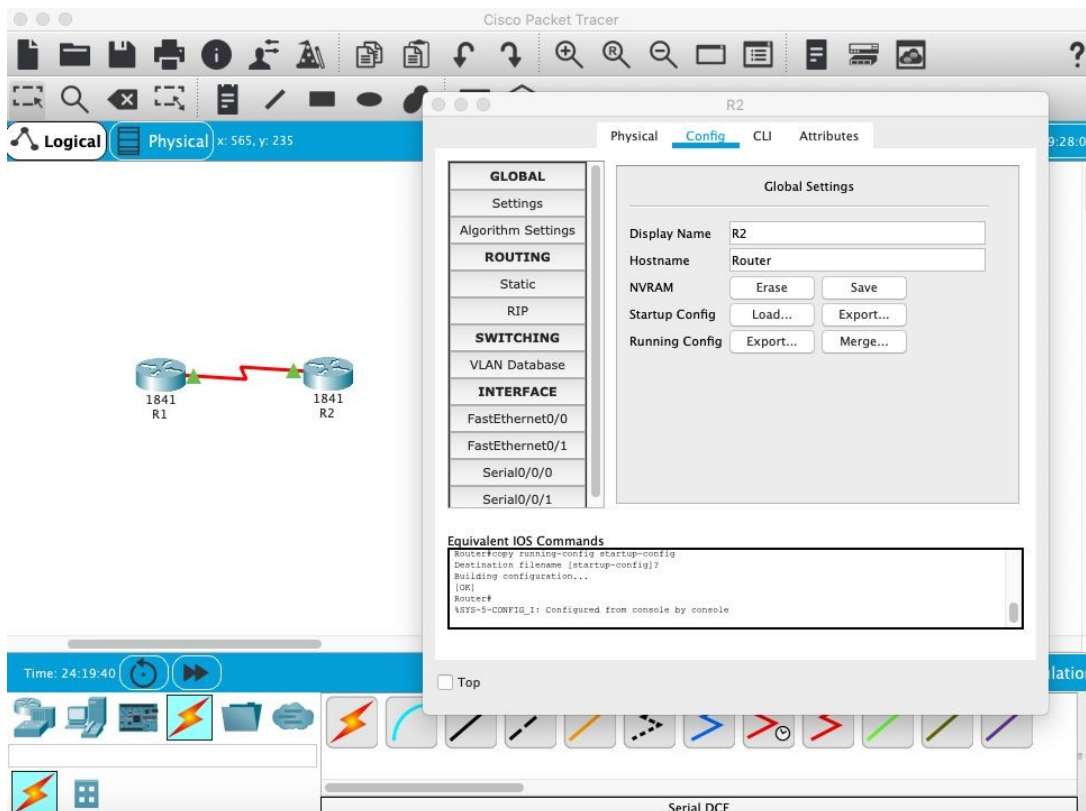 Cisco Packet Tracer
Logical
Physical
x: 565, y: 235
R2
Physical Config CLI Attributes
9:28:0
GLOBAL
Settings
Algorithm Settings
ROUTING
Static
RIP
SWITCHING
VLAN Database
INTERFACE
FastEthernet0/0
FastEthernet0/1
Serial0/0/0
Serial0/0/1
Global Settings
Display Name R2
Hostname Router
NVRAM Erase Save
Startup Config Load... Export...
Running Config Export... Merge...
1841
R1
1841
R2
Equivalent IOS Commands
Router#copy running-config startup-config
Destination filename [startup-config]?
Building configuration...
[OK]
Router#
%SYS-5-CONFIG_I: Configured from console by console
Top
Time: 24:19:40
lation
Serial DCE